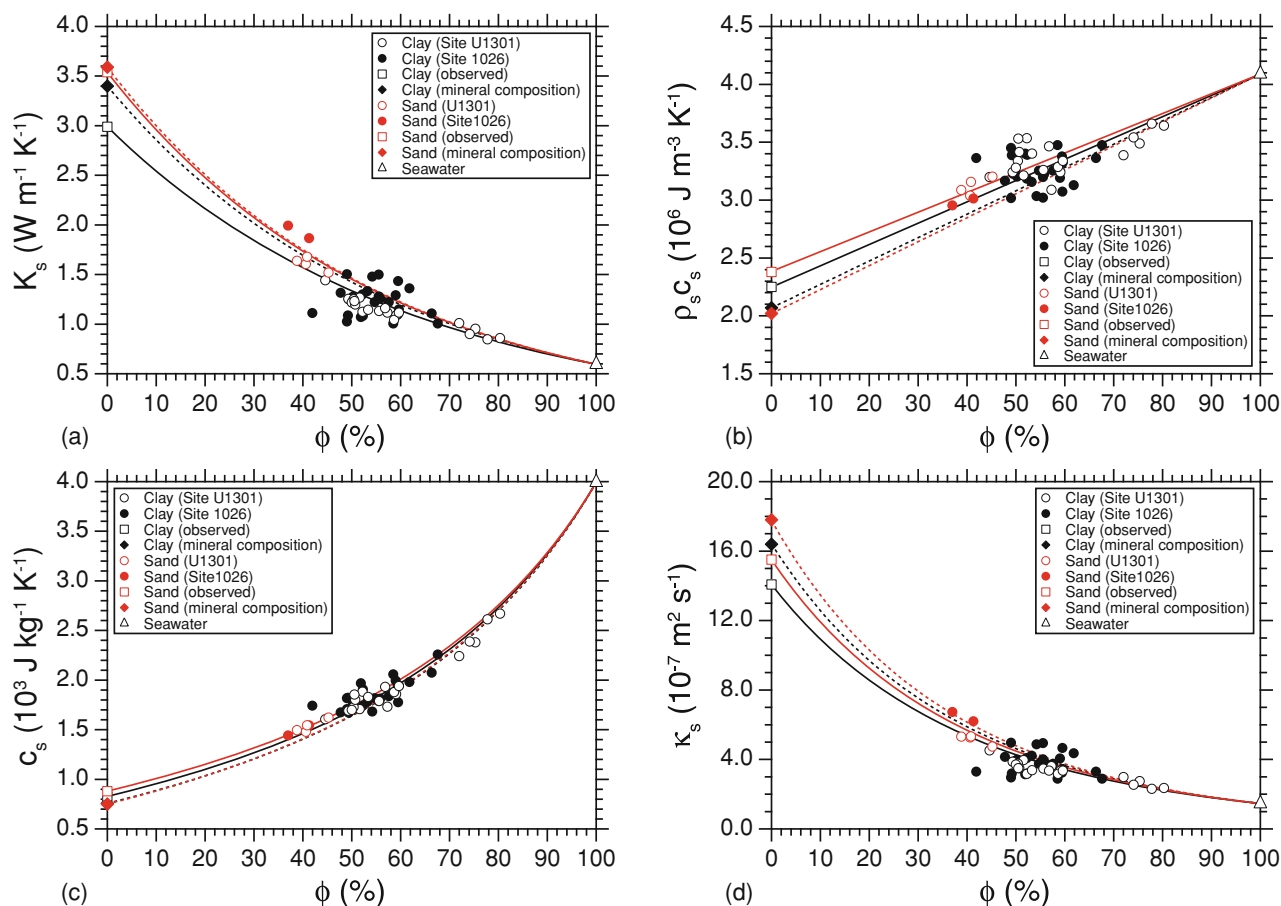 4.0
3.5
3.0
2.5
2.0
1.5
1.0
0.5
K_s (W m⁻¹ K⁻¹)
Clay (Site U1301)
Clay (Site 1026)
Clay (observed)
Clay (mineral composition)
Sand (U1301)
Sand (Site1026)
Sand (observed)
Sand (mineral composition)
Seawater
0 10 20 30 40 50 60 70 80 90 100
(a) ϕ (%)
4.5
4.0
3.5
3.0
2.5
2.0
1.5
ρ_s c_s (10⁶ J m⁻³ K⁻¹)
Clay (Site U1301)
Clay (Site 1026)
Clay (observed)
Clay (mineral composition)
Sand (U1301)
Sand (Site1026)
Sand (observed)
Sand (mineral composition)
Seawater
0 10 20 30 40 50 60 70 80 90 100
(b) ϕ (%)
4.0
3.5
3.0
2.5
2.0
1.5
1.0
0.5
c_s (10³ J kg⁻¹ K⁻¹)
Clay (Site U1301)
Clay (Site 1026)
Clay (observed)
Clay (mineral composition)
Sand (U1301)
Sand (Site1026)
Sand (observed)
Sand (mineral composition)
Seawater
0 10 20 30 40 50 60 70 80 90 100
(c) ϕ (%)
20.0
16.0
12.0
8.0
4.0
0.0
κ_s (10⁻⁷ m² s⁻¹)
Clay (Site U1301)
Clay (Site 1026)
Clay (observed)
Clay (mineral composition)
Sand (U1301)
Sand (Site1026)
Sand (observed)
Sand (mineral composition)
Seawater
0 10 20 30 40 50 60 70 80 90 100
(d) ϕ (%)